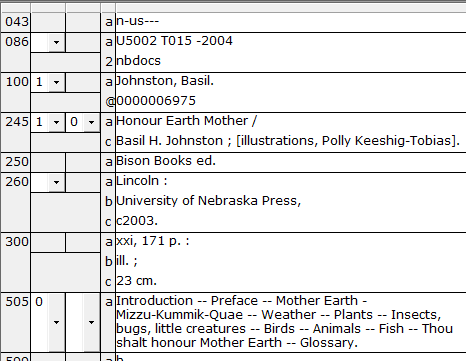 043 a n-us---
086 a U5002 T015 -2004
2 nbdocs
100 1 a Johnston, Basil.
@ 0000006975
245 1 0 a Honour Earth Mother /
c Basil H. Johnston ; [illustrations, Polly Keeshig-Tobias].
250 a Bison Books ed.
260 a Lincoln :
b University of Nebraska Press,
c c2003.
300 a xxi, 171 p. :
b ill. ;
c 23 cm.
505 0 a Introduction -- Preface -- Mother Earth -
Mizzu-Kummik-Quae -- Weather -- Plants -- Insects,
bugs, little creatures -- Birds -- Animals -- Fish -- Thou
shalt honour Mother Earth -- Glossary.